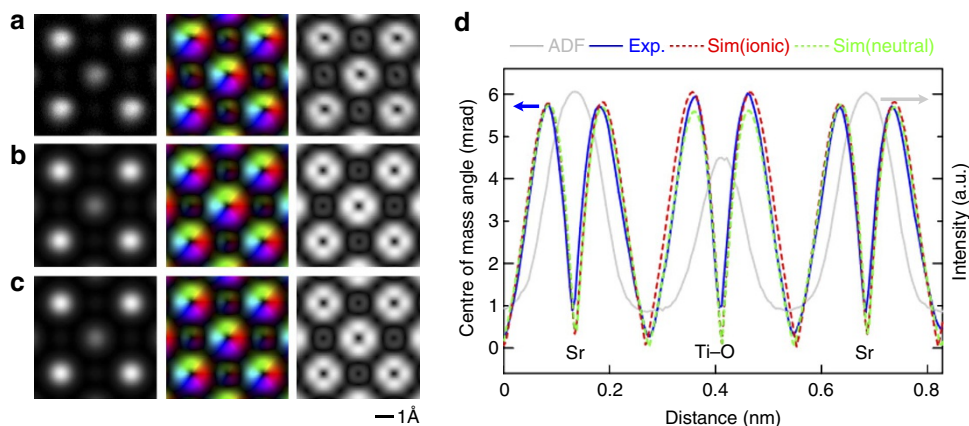 a
b
c
1Å
d
ADF Exp. Sim(ionic) Sim(neutral)
Centre of mass angle (mrad)
6
5
4
3
2
1
0
Sr Ti–O Sr
0 0.2 0.4 0.6 0.8
Distance (nm)
Intensity (a.u.)